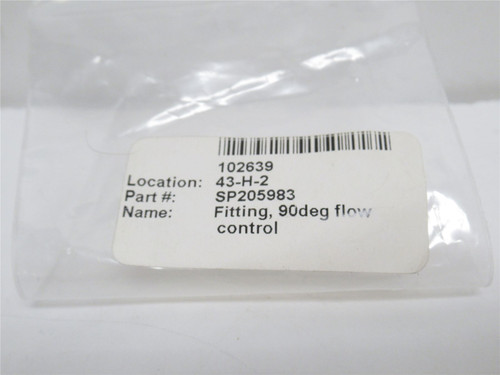 102639
Location: 43-H-2
Part #: SP205983
Name: Fitting, 90deg flow
control